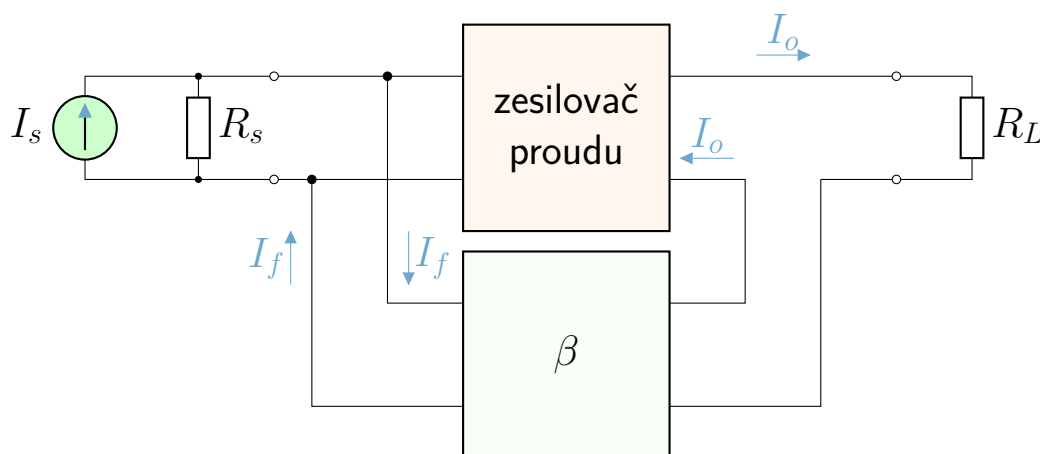 I_o
zesilovač
proudu
I_s
R_s
I_o
R_L
I_f
I_f
β